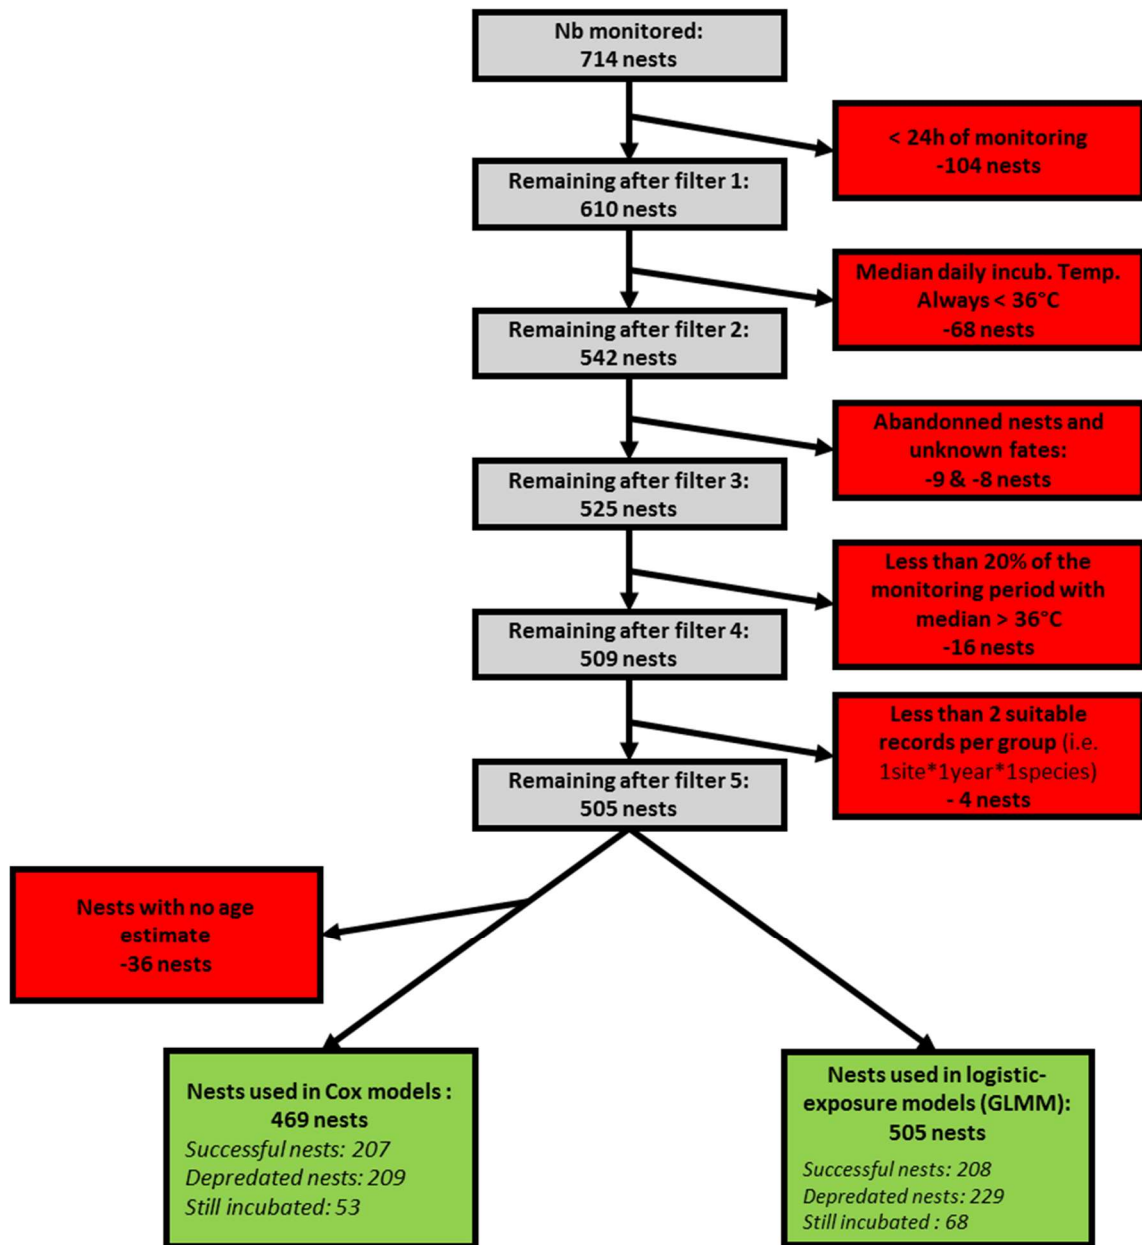 Nb monitored:
714 nests
< 24h of monitoring
-104 nests
Remaining after filter 1:
610 nests
Median daily incub. Temp.
Always < 36°C
-68 nests
Remaining after filter 2:
542 nests
Abandonned nests and
unknown fates:
-9 & -8 nests
Remaining after filter 3:
525 nests
Less than 20% of the
monitoring period with
median > 36°C
-16 nests
Remaining after filter 4:
509 nests
Less than 2 suitable
records per group (i.e.
1site*1year*1species)
- 4 nests
Remaining after filter 5:
505 nests
Nests with no age
estimate
-36 nests
Nests used in Cox models :
469 nests
Successful nests: 207
Depredated nests: 209
Still incubated: 53
Nests used in logistic-
exposure models (GLMM):
505 nests
Successful nests: 208
Depredated nests: 229
Still incubated : 68